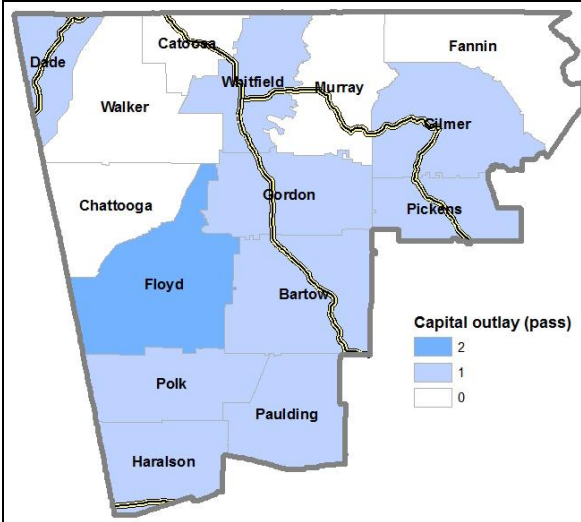 Fannin
Catoosa
Dade
Whitfield
Murray
Walker
Gilmer
Gordon
Chattooga
Pickens
Floyd
Bartow
Capital outlay (pass)
2
1
0
Polk
Paulding
Haralson